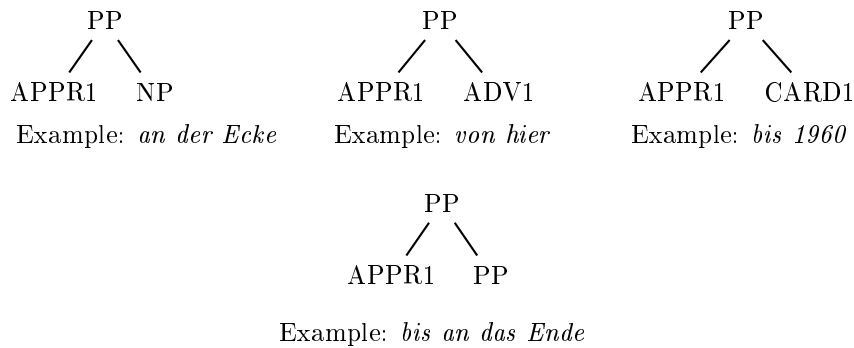 PP PP PP
APPR1 NP APPR1 ADV1 APPR1 CARD1
Example: an der Ecke Example: von hier Example: bis 1960
PP
APPR1 PP
Example: bis an das Ende